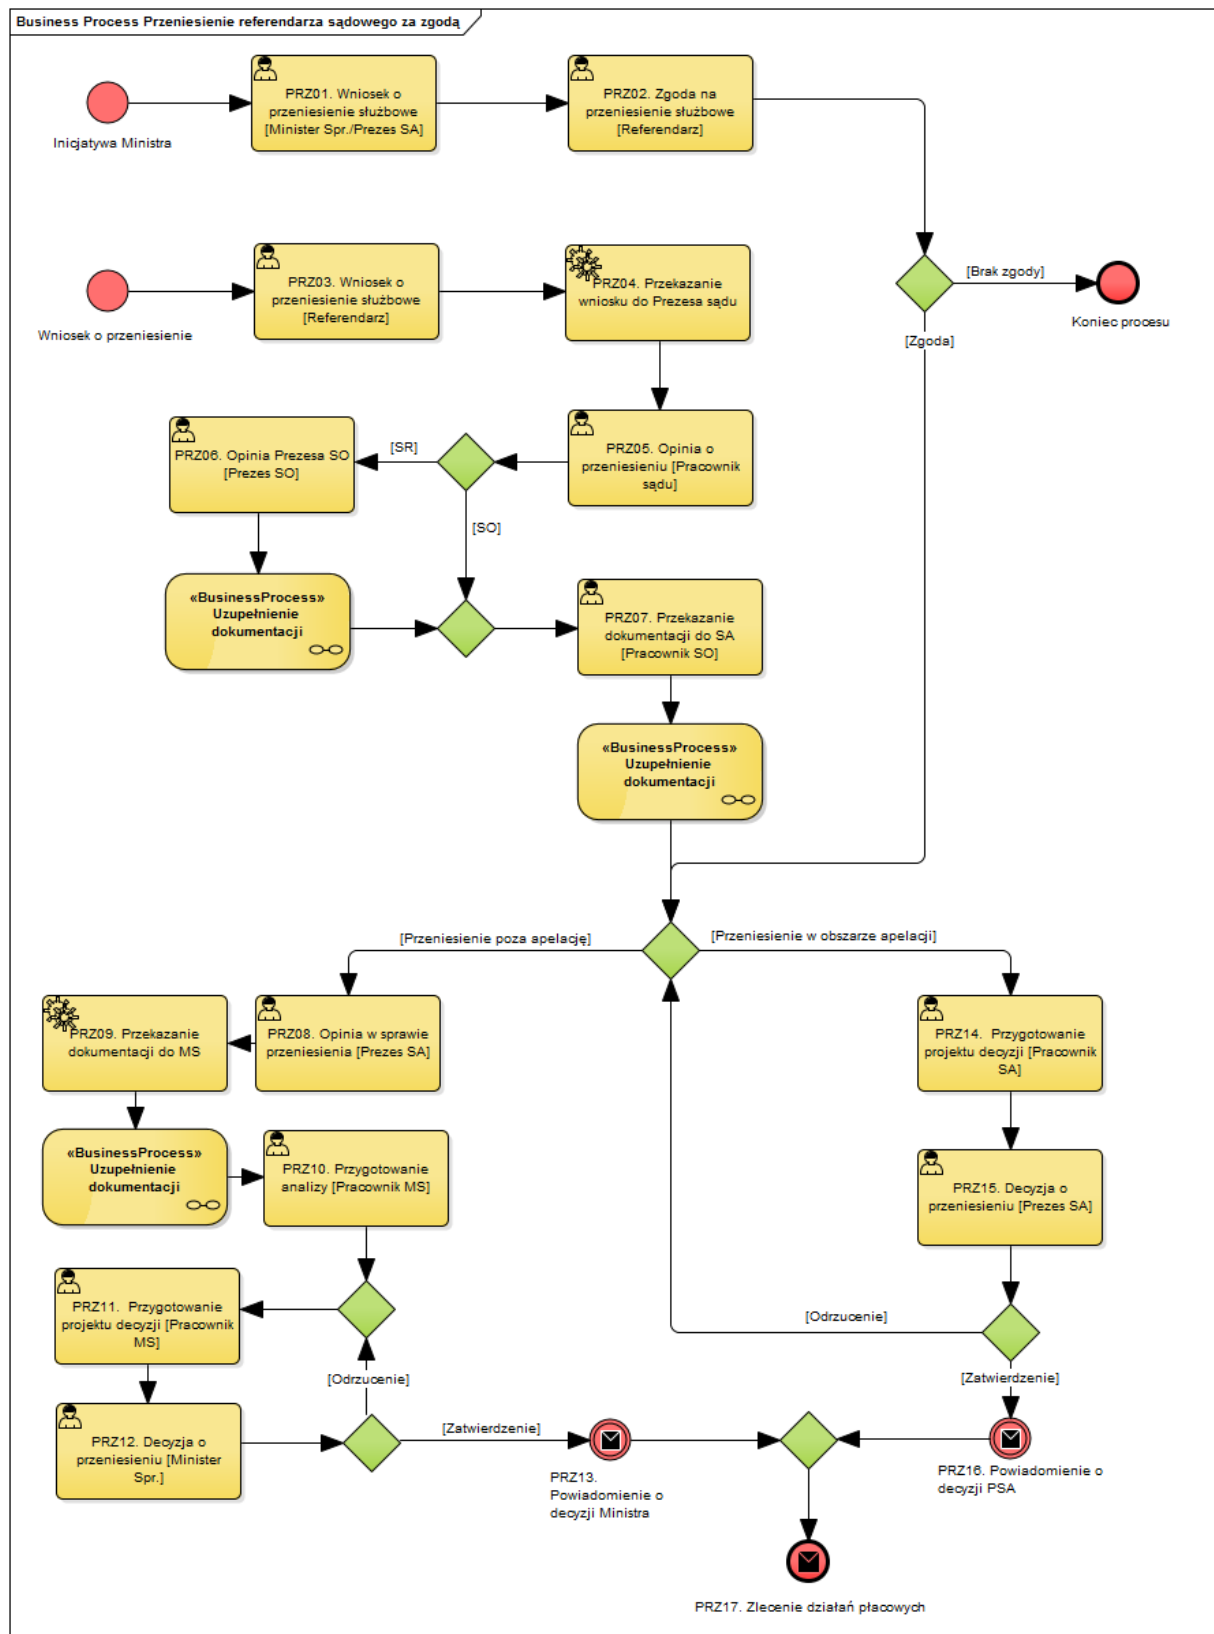 Business Process Przeniesienie referendarza sądowego za zgodą
PRZ01. Wniosek o
przeniesienie służbowe
[Minister Spr./Prezes SA]
PRZ02. Zgoda na
przeniesienie służbowe
[Referendarz]
Inicjatywa Ministra
PRZ03. Wniosek o
przeniesienie służbowe
[Referendarz]
PRZ04. Przekazanie
wniosku do Prezesa sądu
[Brak zgody]
Koniec procesu
Wniosek o przeniesienie
[Zgoda]
PRZ06. Opinia Prezesa SO
[Prezes SO]
[SR]
PRZ05. Opinia o
przeniesieniu [Pracownik
sądu]
[SO]
«BusinessProcess»
Uzupełnienie
dokumentacji
PRZ07. Przekazanie
dokumentacji do SA
[Pracownik SO]
«BusinessProcess»
Uzupełnienie
dokumentacji
[Przeniesienie poza apelację]
[Przeniesienie w obszarze apelacji]
PRZ09. Przekazanie
dokumentacji do MS
PRZ08. Opinia w sprawie
przeniesienia [Prezes SA]
PRZ14.  Przygotowanie
projektu decyzji [Pracownik
SA]
«BusinessProcess»
Uzupełnienie
dokumentacji
PRZ10. Przygotowanie
analizy [Pracownik MS]
PRZ15. Decyzja o
przeniesieniu [Prezes SA]
PRZ11.  Przygotowanie
projektu decyzji [Pracownik
MS]
[Odrzucenie]
[Odrzucenie]
[Zatwierdzenie]
PRZ12. Decyzja o
przeniesieniu [Minister
Spr.]
[Zatwierdzenie]
PRZ13.
Powiadomienie o
decyzji Ministra
PRZ16. Powiadomienie o
decyzji PSA
PRZ17. Zlecenie działań płacowych